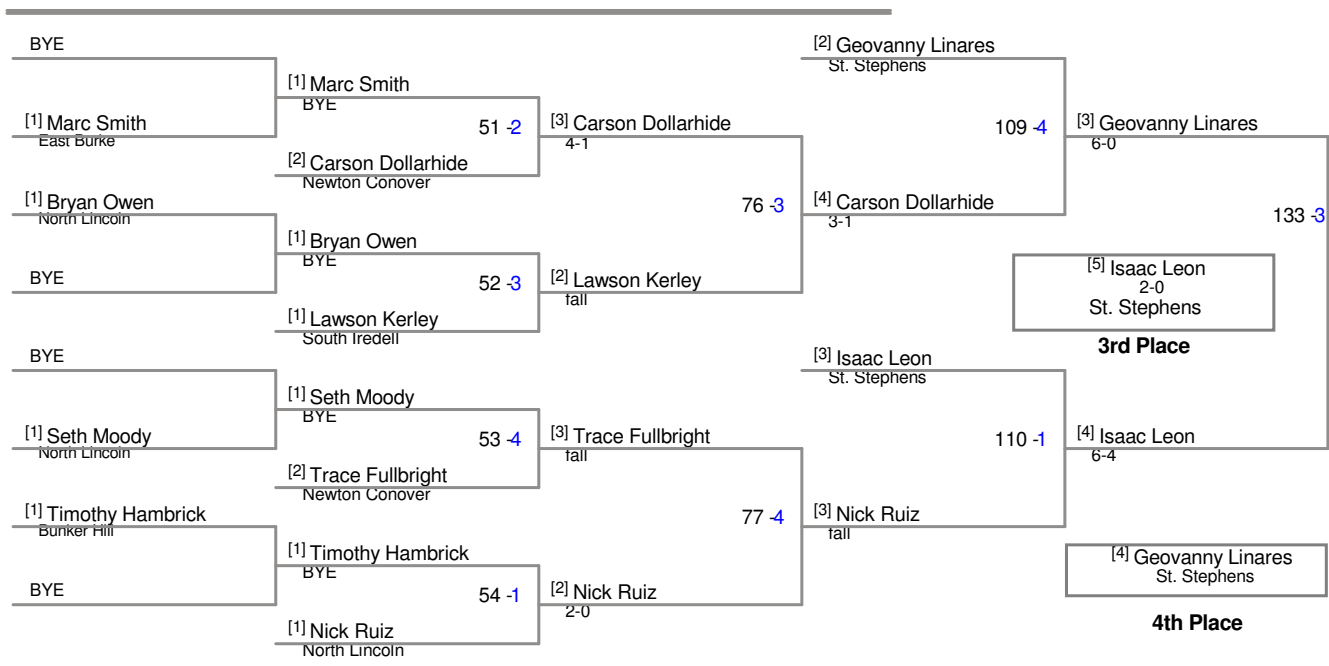 BYE
[1] Marc Smith
East Burke
[1] Bryan Owen
North Lincoln
BYE
BYE
[1] Seth Moody
North Lincoln
[1] Timothy Hambrick
Bunker Hill
BYE
[1] Marc Smith
BYE
51 -2
[2] Carson Dollarhide
Newton Conover
[1] Bryan Owen
BYE
52 -3
[1] Lawson Kerley
South Iredell
[1] Seth Moody
BYE
53 -4
[2] Trace Fullbright
Newton Conover
[1] Timothy Hambrick
BYE
54 -1
[1] Nick Ruiz
North Lincoln
[3] Carson Dollarhide
4-1
76 -3
[2] Lawson Kerley
fall
[3] Trace Fullbright
fall
77 -4
[2] Nick Ruiz
2-0
[2] Geovanny Linares
St. Stephens
109 -4
[4] Carson Dollarhide
3-1
[3] Isaac Leon
St. Stephens
110 -1
[3] Nick Ruiz
fall
[3] Geovanny Linares
6-0
133 -3
[4] Isaac Leon
6-4
[5] Isaac Leon
2-0
St. Stephens
3rd Place
[4] Geovanny Linares
St. Stephens
4th Place